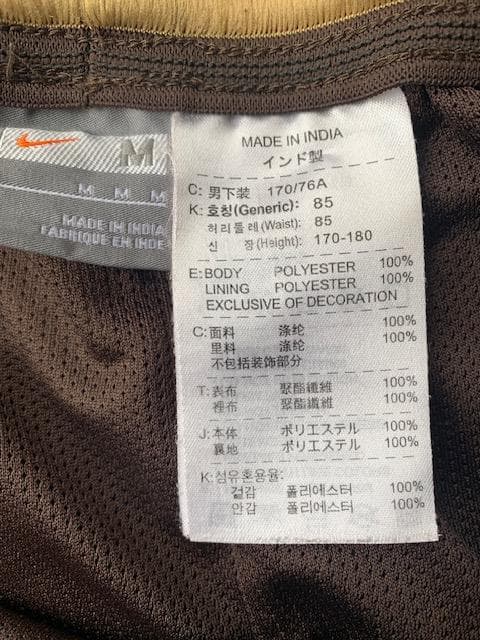 M
M M M
MADE IN INDIA
FABRIQUÉ EN INDE
MADE IN INDIA
インド製
C: 男下装 170/76A
K: 호칭(Generic): 85
허리둘레(Waist): 85
신 장(Height): 170-180
E: BODY POLYESTER 100%
LINING POLYESTER 100%
EXCLUSIVE OF DECORATION
C: 面料 涤纶 100%
里料 涤纶 100%
不包括装饰部分
T: 表布 聚酯纖維 100%
裡布 聚酯纖維 100%
J: 本体 ポリエステル 100%
裏地 ポリエステル 100%
K: 섬유혼용율:
겉감 폴리에스터 100%
안감 폴리에스터 100%